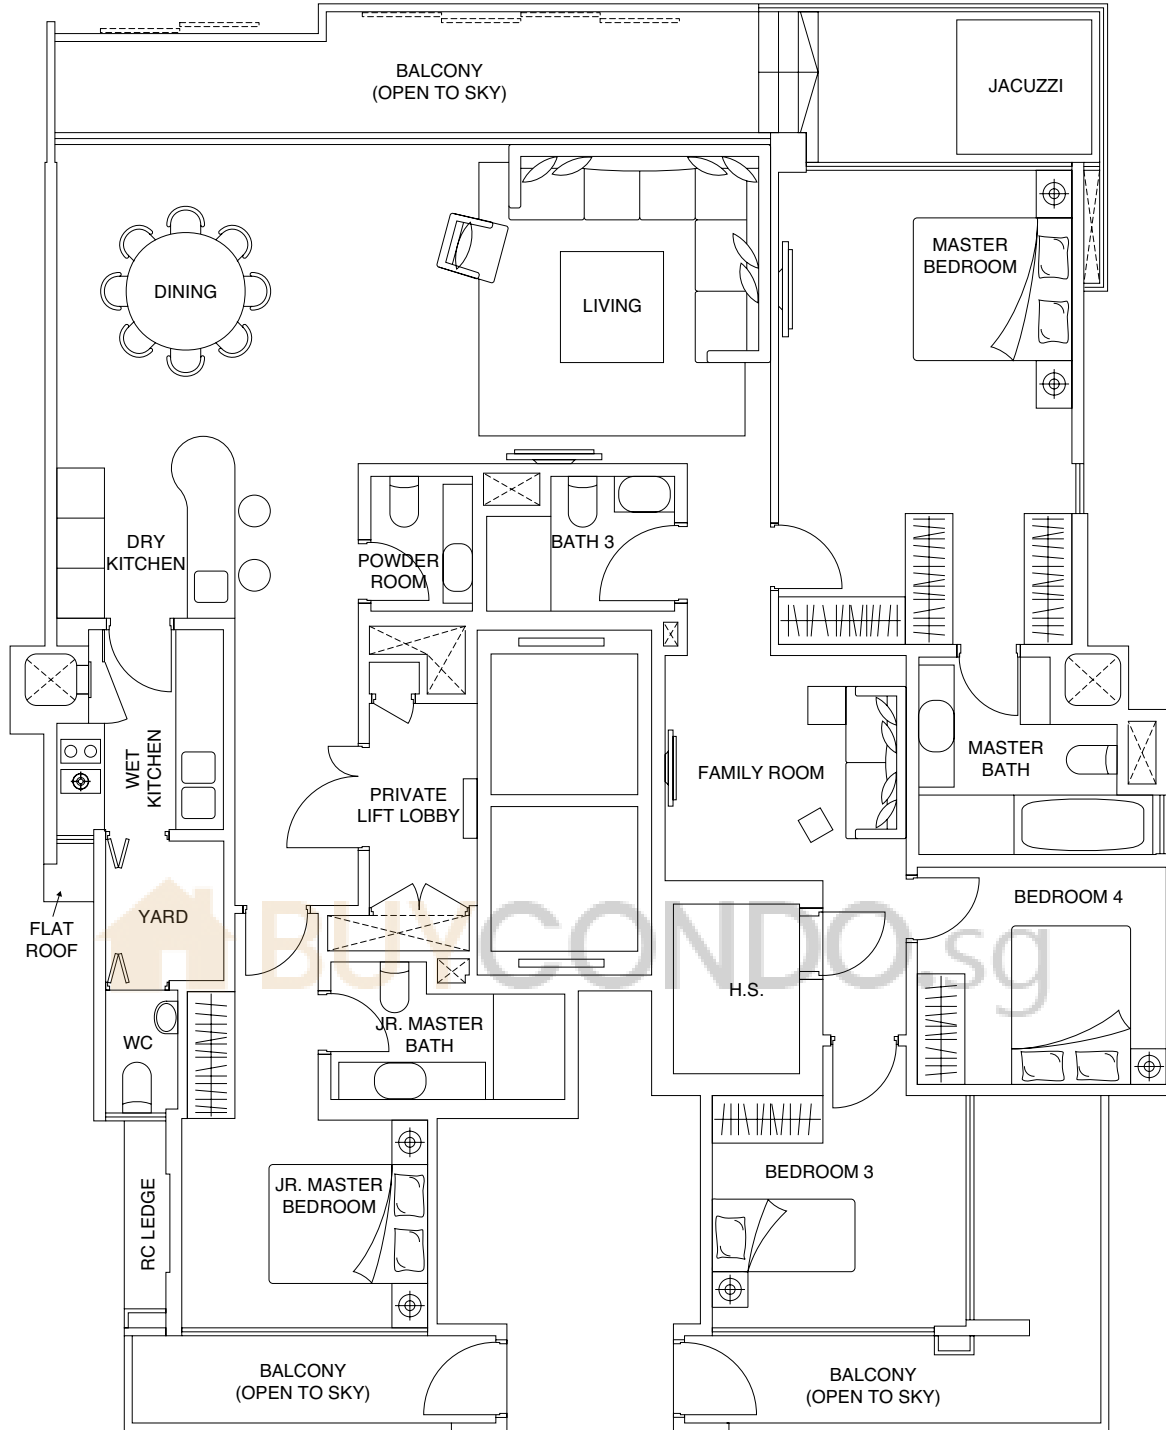 BALCONY
(OPEN TO SKY)
JACUZZI
MASTER
BEDROOM
DINING
LIVING
DRY
KITCHEN
POWDER
ROOM
BATH 3
WET
KITCHEN
PRIVATE
LIFT LOBBY
FAMILY ROOM
MASTER
BATH
YARD
FLAT
ROOF
BEDROOM 4
BUYCONDO.sg
H.S.
WC
JR. MASTER
BATH
BEDROOM 3
JR. MASTER
BEDROOM
RC LEDGE
BALCONY
(OPEN TO SKY)
BALCONY
(OPEN TO SKY)